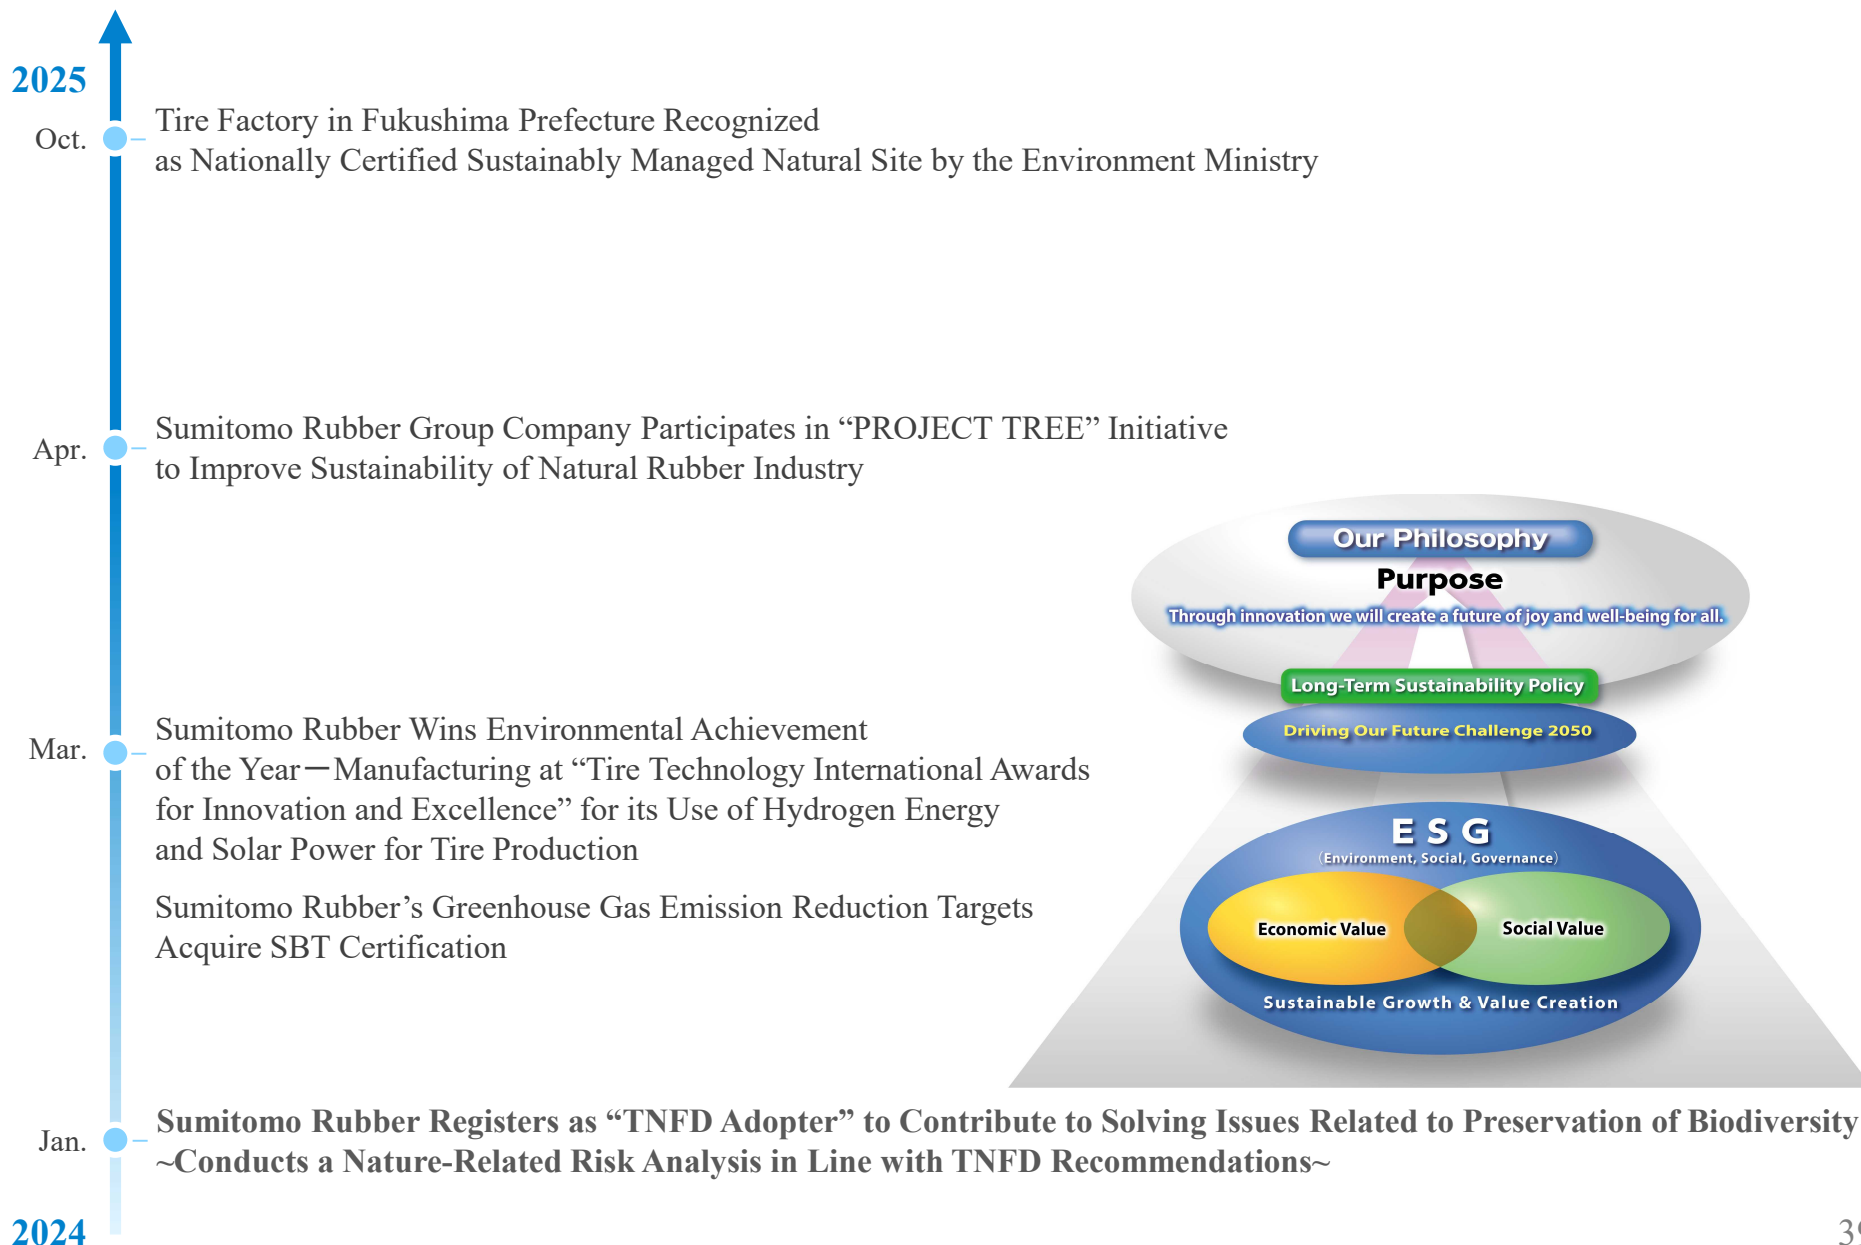 2025
Oct.
Tire Factory in Fukushima Prefecture Recognized
as Nationally Certified Sustainably Managed Natural Site by the Environment Ministry
Apr.
Sumitomo Rubber Group Company Participates in “PROJECT TREE” Initiative
to Improve Sustainability of Natural Rubber Industry
Our Philosophy
Purpose
Through innovation we will create a future of joy and well-being for all.
Long-Term Sustainability Policy
Driving Our Future Challenge 2050
Mar.
Sumitomo Rubber Wins Environmental Achievement
of the Year－Manufacturing at “Tire Technology International Awards
for Innovation and Excellence” for its Use of Hydrogen Energy
and Solar Power for Tire Production
Sumitomo Rubber’s Greenhouse Gas Emission Reduction Targets
Acquire SBT Certification
ESG
(Environment, Social, Governance)
Economic Value
Social Value
Sustainable Growth & Value Creation
Jan.
Sumitomo Rubber Registers as “TNFD Adopter” to Contribute to Solving Issues Related to Preservation of Biodiversity
~Conducts a Nature-Related Risk Analysis in Line with TNFD Recommendations~
2024
39